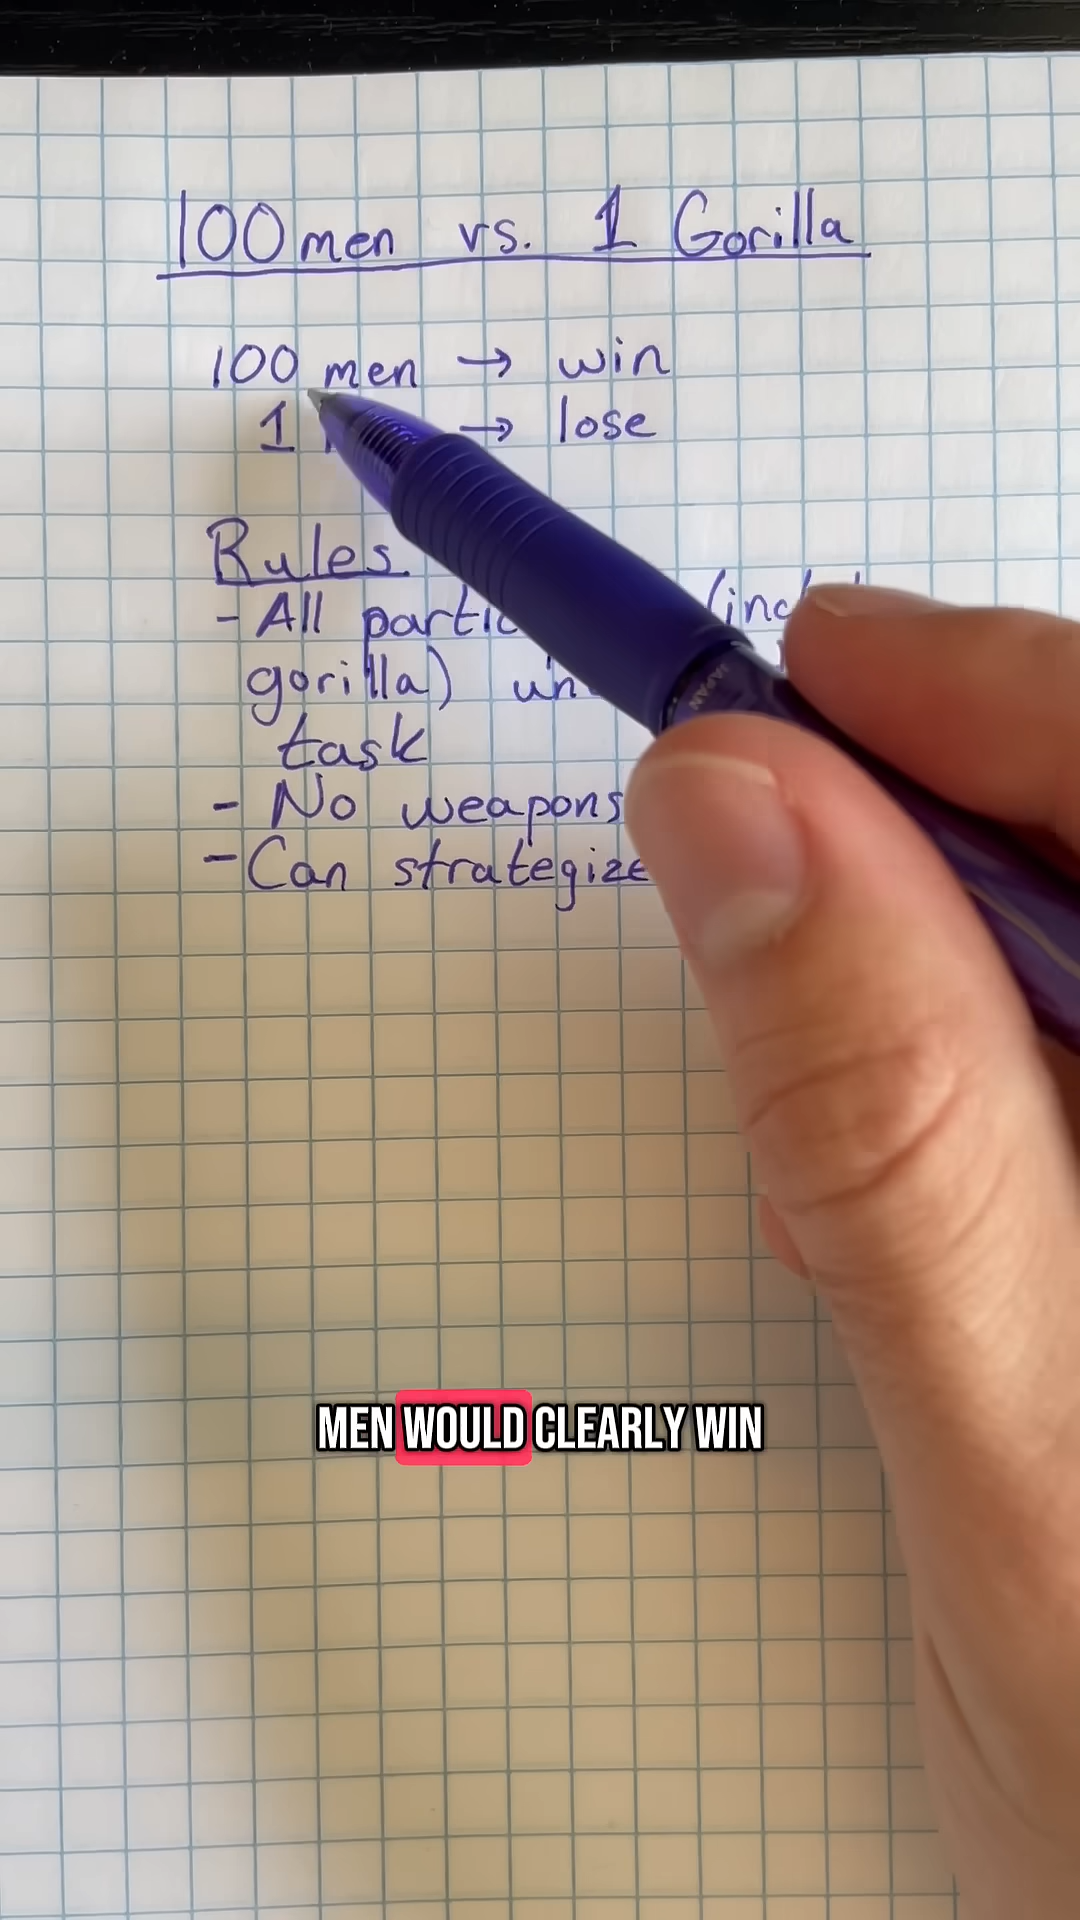 100 men vs. 1 Gorilla
100 men → win
1 → lose
Rules
- All (incl
gorilla)
task
- No weapons
- Can strategize
JAPAN
MEN WOULD CLEARLY WIN